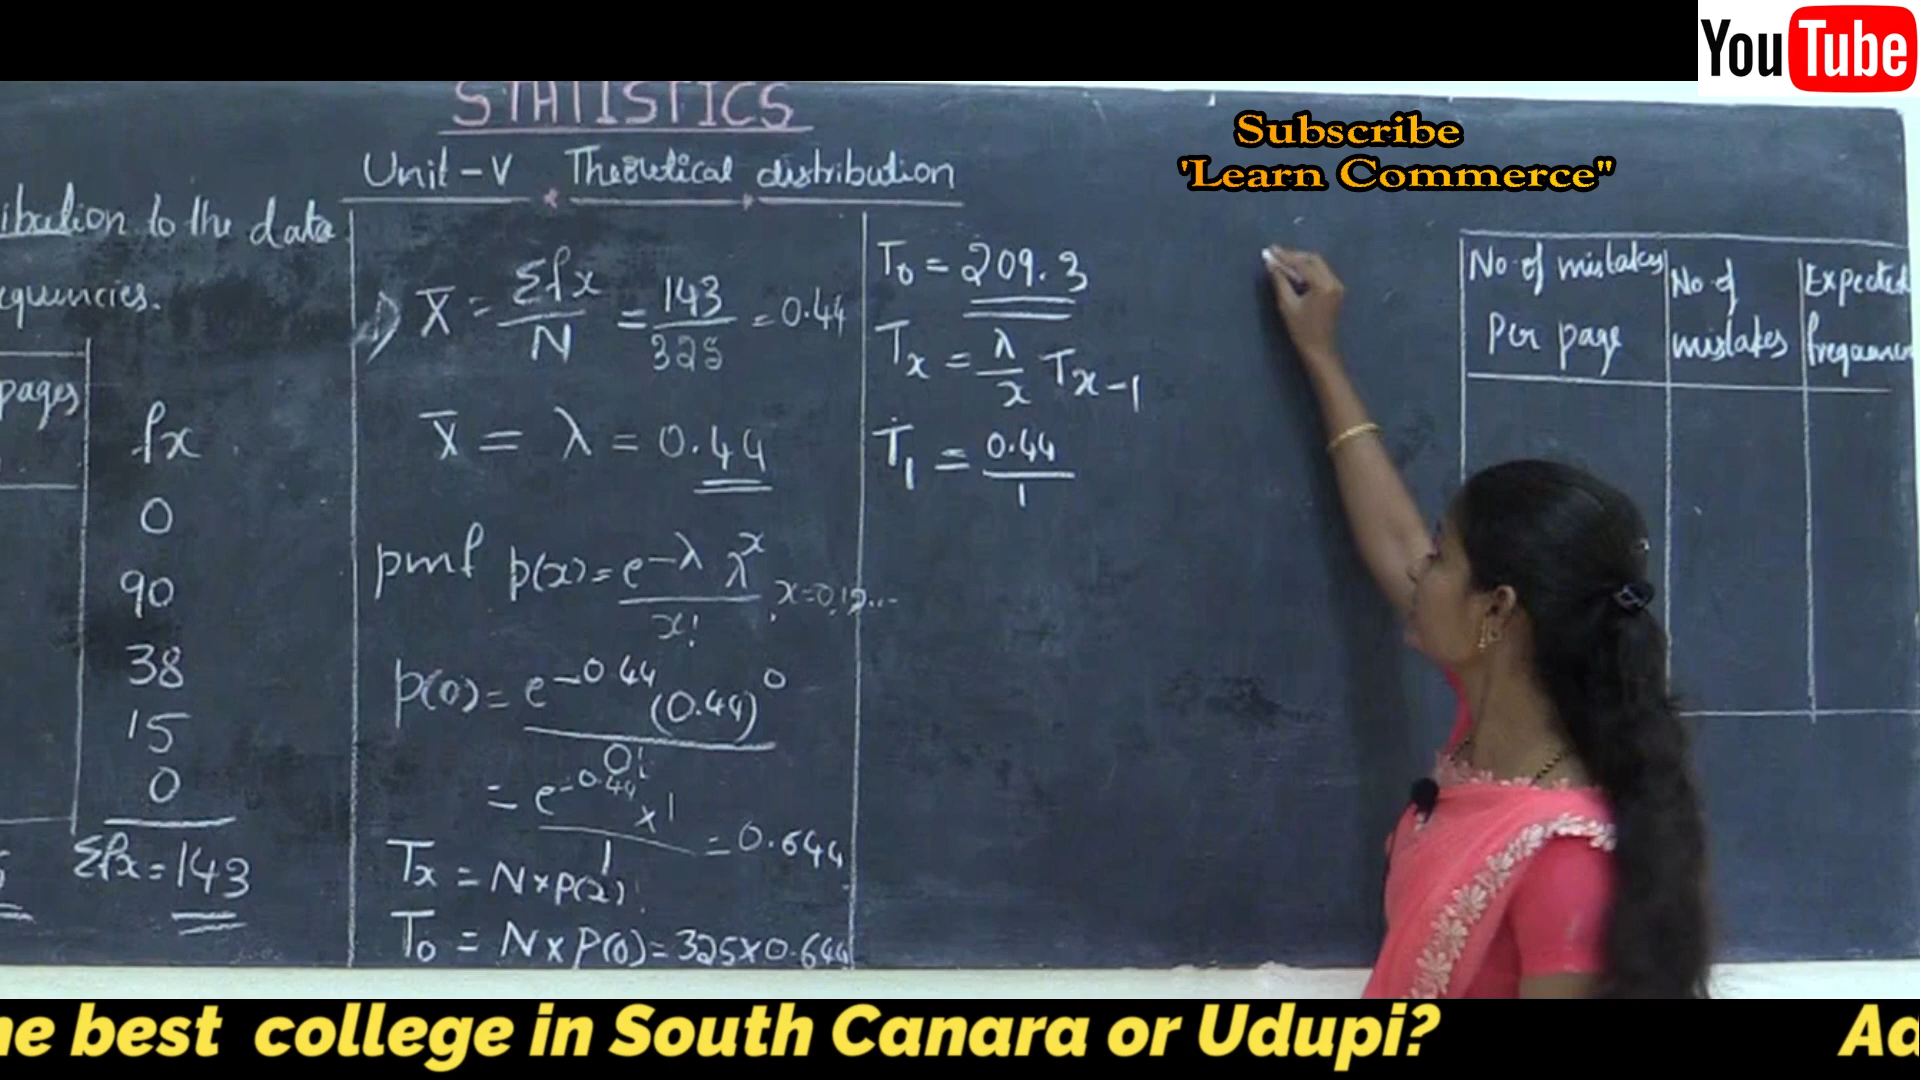 YouTube
STATISTICS
Subscribe
'Learn Commerce"
Unit - V Theoretical distribution
ibution to the data
equencies.
pages
fx
0
90
38
15
0
Σfx = 143
X̄ = Σfx / N = 143 / 325 = 0.44
X̄ = λ = 0.44
pmf p(x) = e^-λ λ^x / x! , x=0,1,2...
p(0) = e^-0.44 (0.44)^0 / 0!
= e^-0.44 x 1 / 1 = 0.644
Tx = N x P(x)
T0 = N x P(0) = 325 x 0.644
T0 = 209.3
Tx = λ / x Tx-1
T1 = 0.44 / 1
No. of mistakes Per page
No. of mistakes
Expected frequenc
he best college in South Canara or Udupi?
Ad